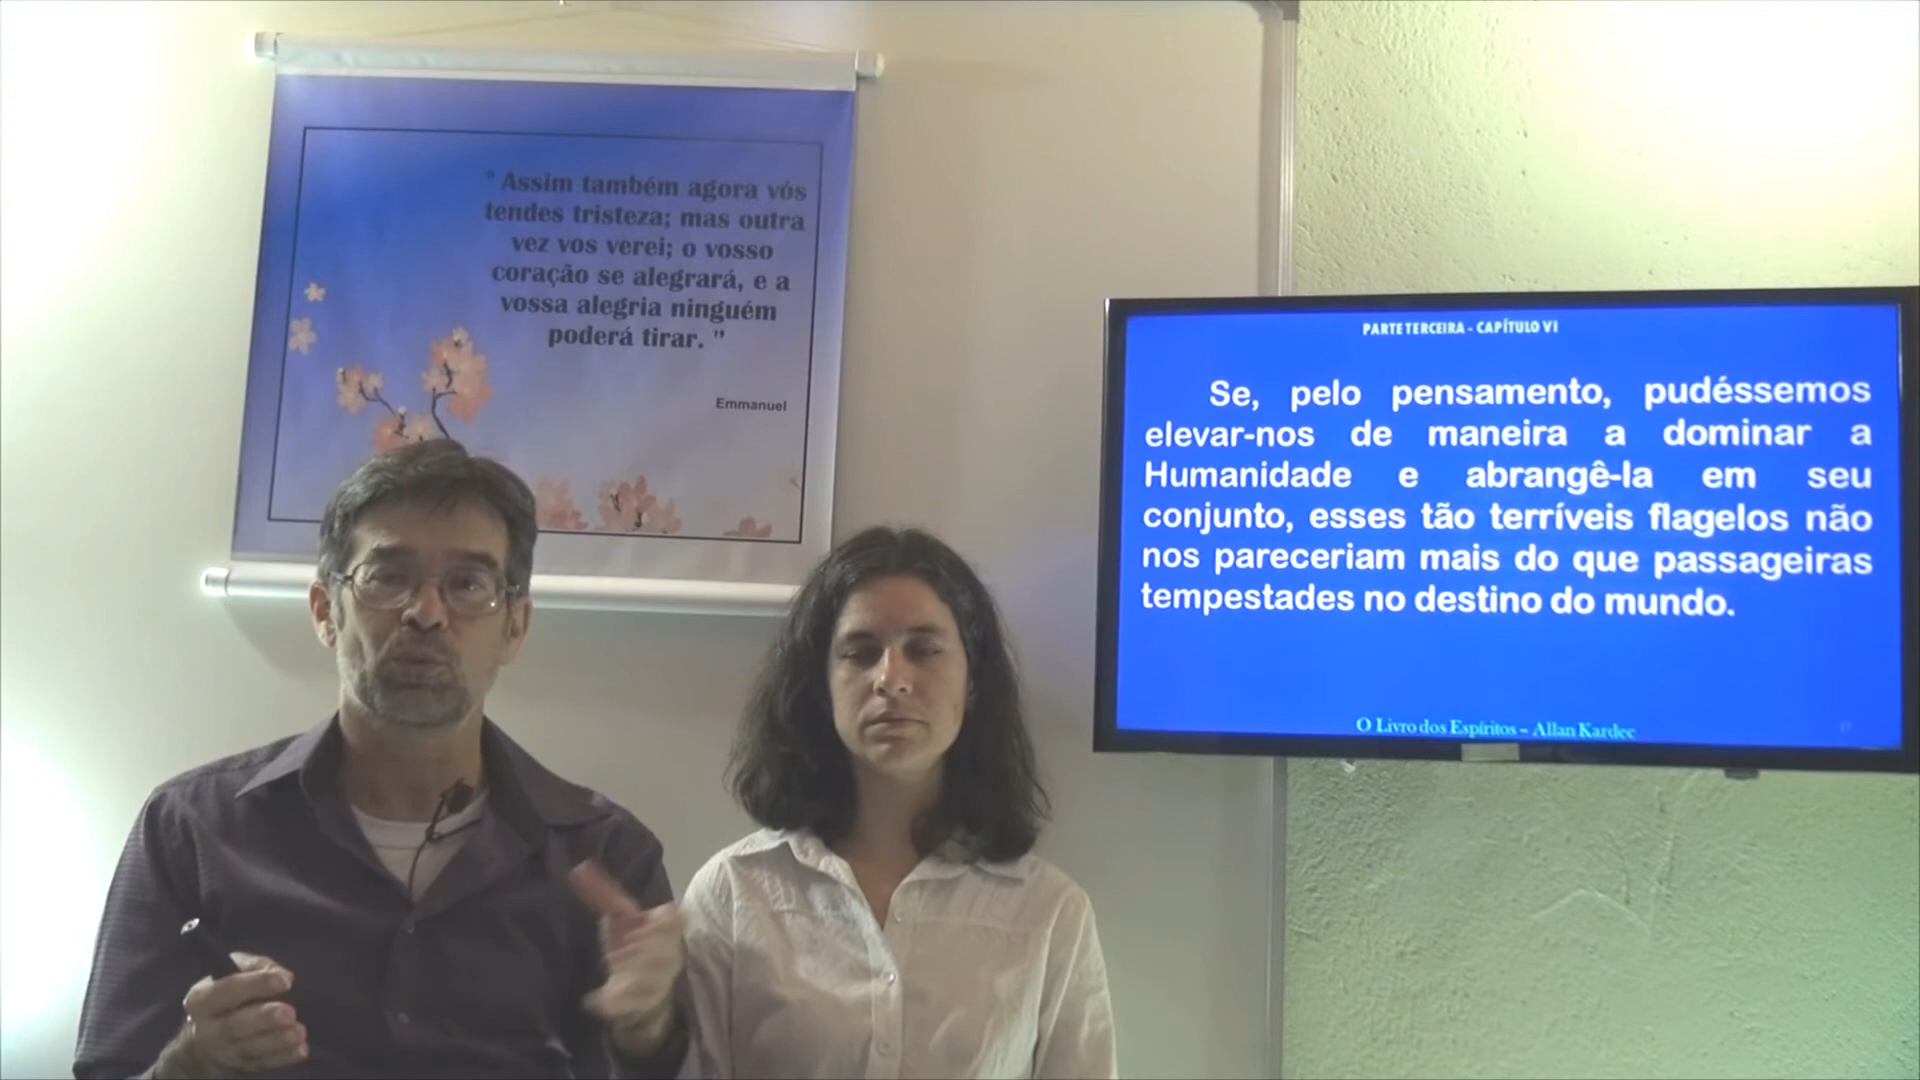 " Assim também agora vós
tendes tristeza; mas outra
vez vos verei; o vosso
coração se alegrará, e a
vossa alegria ninguém
poderá tirar. ”
Emmanuel
PARTE TERCEIRA - CAPÍTULO VI
Se, pelo pensamento, pudéssemos
elevar-nos de maneira a dominar a
Humanidade e abrangê-la em seu
conjunto, esses tão terríveis flagelos não
nos pareceriam mais do que passageiras
tempestades no destino do mundo.
O Livro dos Espíritos – Allan Kardec